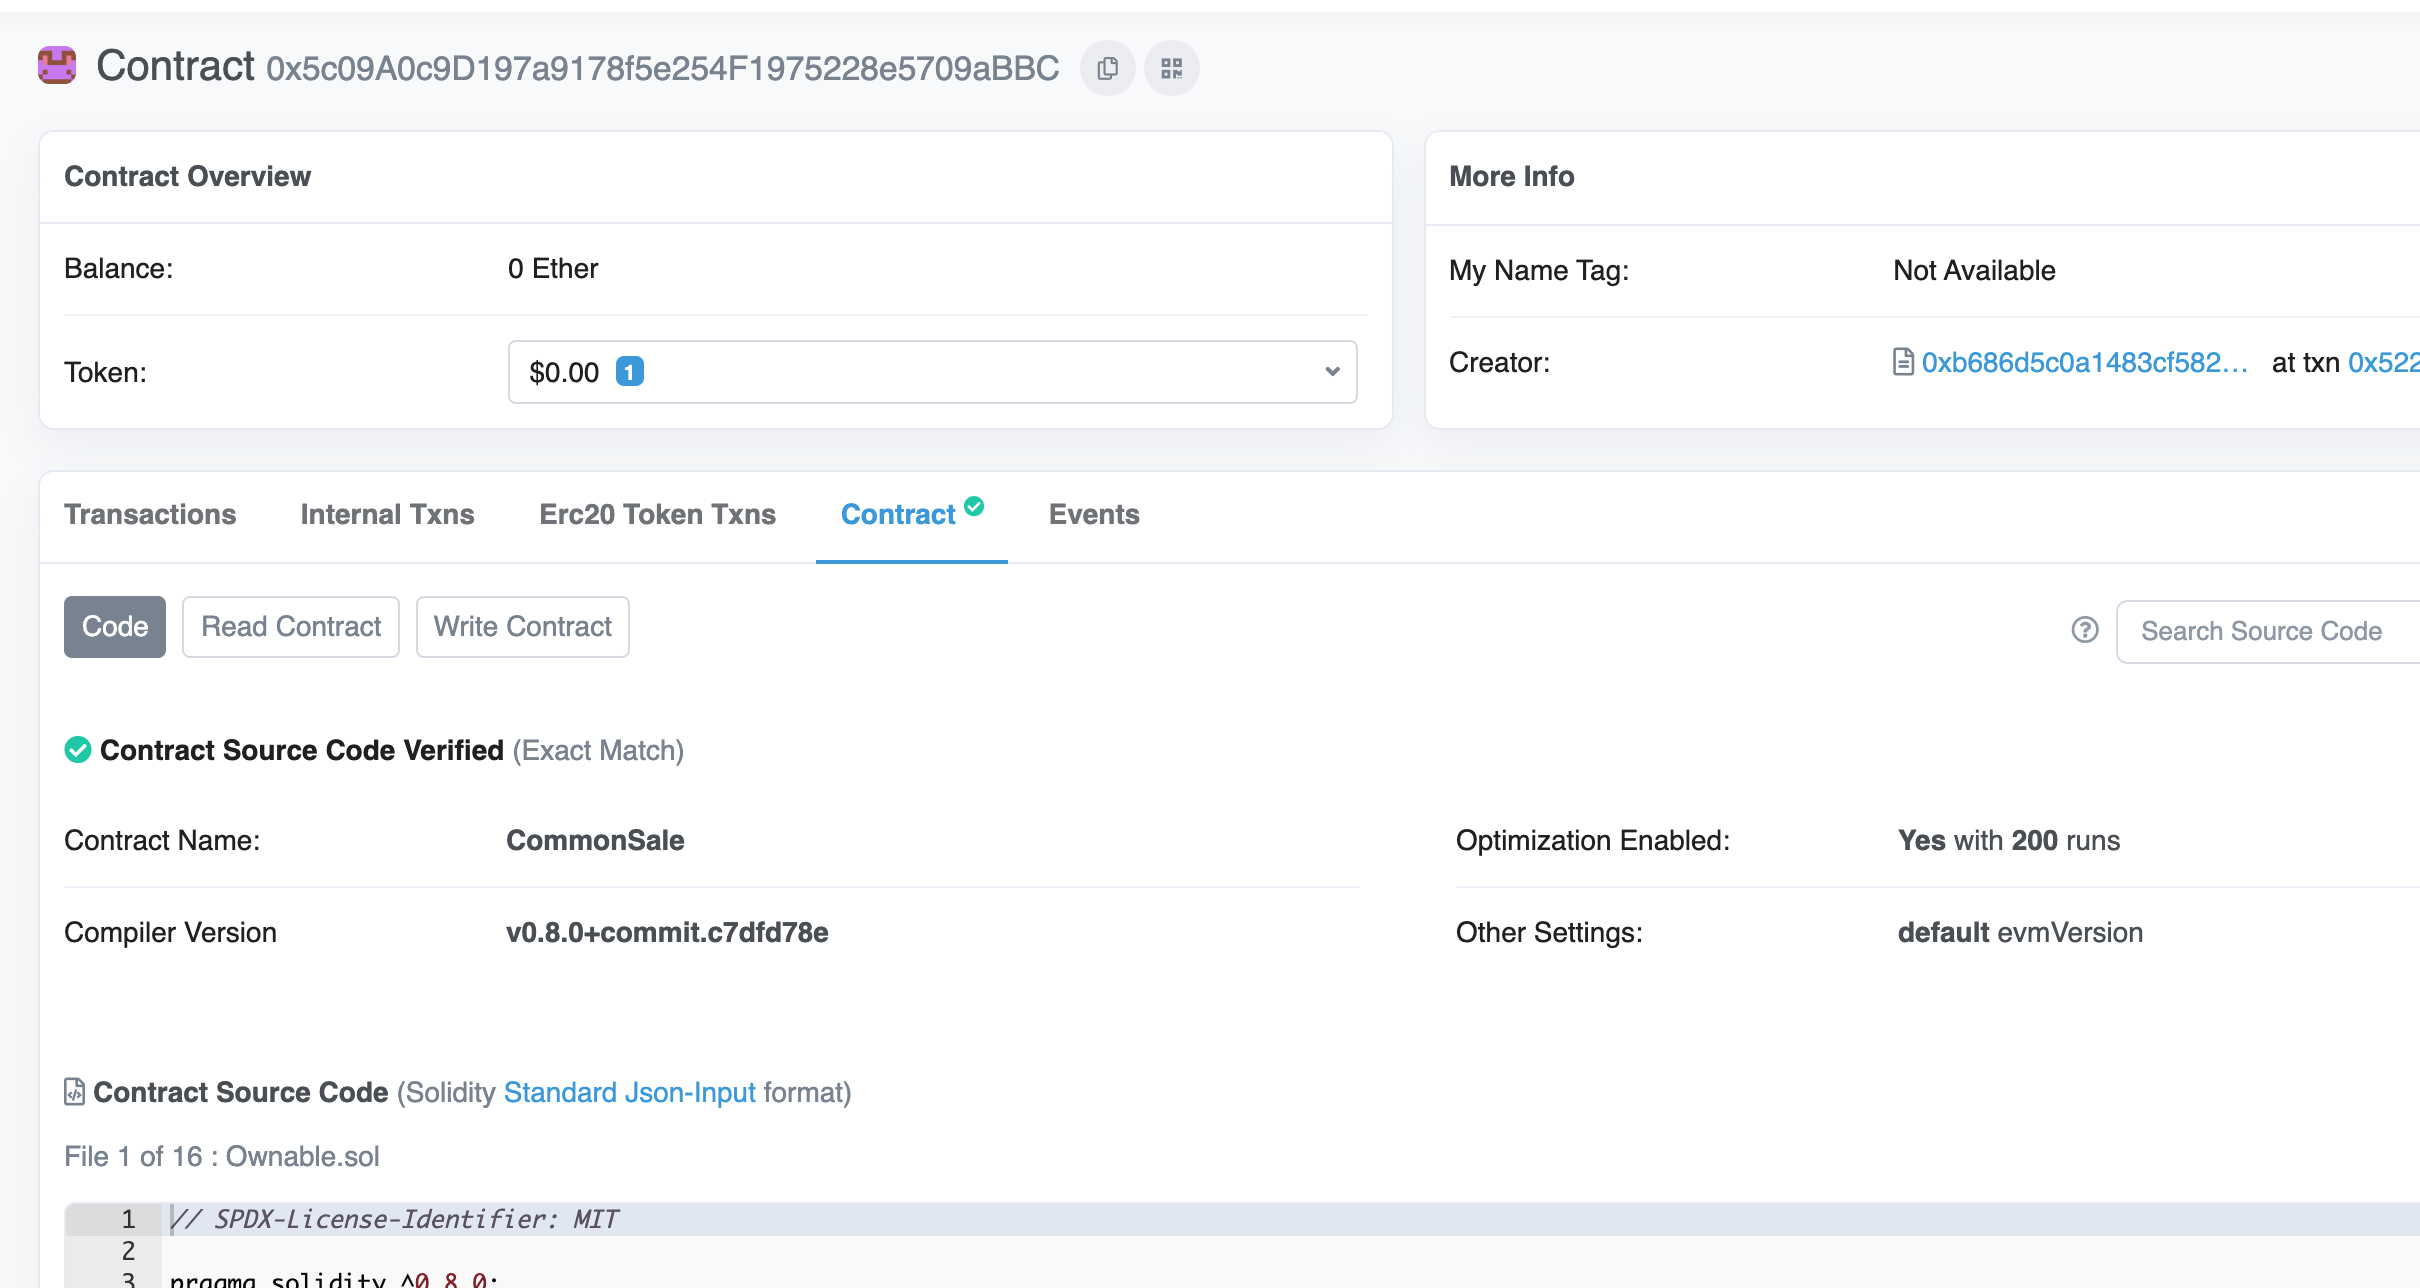 Contract 0x5c09A0c9D197a9178f5e254F1975228e5709aBBC
Contract Overview
Balance: 0 Ether
Token: $0.00 1
More Info
My Name Tag: Not Available
Creator: 0xb686d5c0a1483cf582... at txn 0x522
Transactions Internal Txns Erc20 Token Txns Contract Events
Code Read Contract Write Contract Search Source Code
Contract Source Code Verified (Exact Match)
Contract Name: CommonSale
Optimization Enabled: Yes with 200 runs
Compiler Version v0.8.0+commit.c7dfd78e
Other Settings: default evmVersion
Contract Source Code (Solidity Standard Json-Input format)
File 1 of 16 : Ownable.sol
1 // SPDX-License-Identifier: MIT
2
3 pragma solidity ^0.8.0;